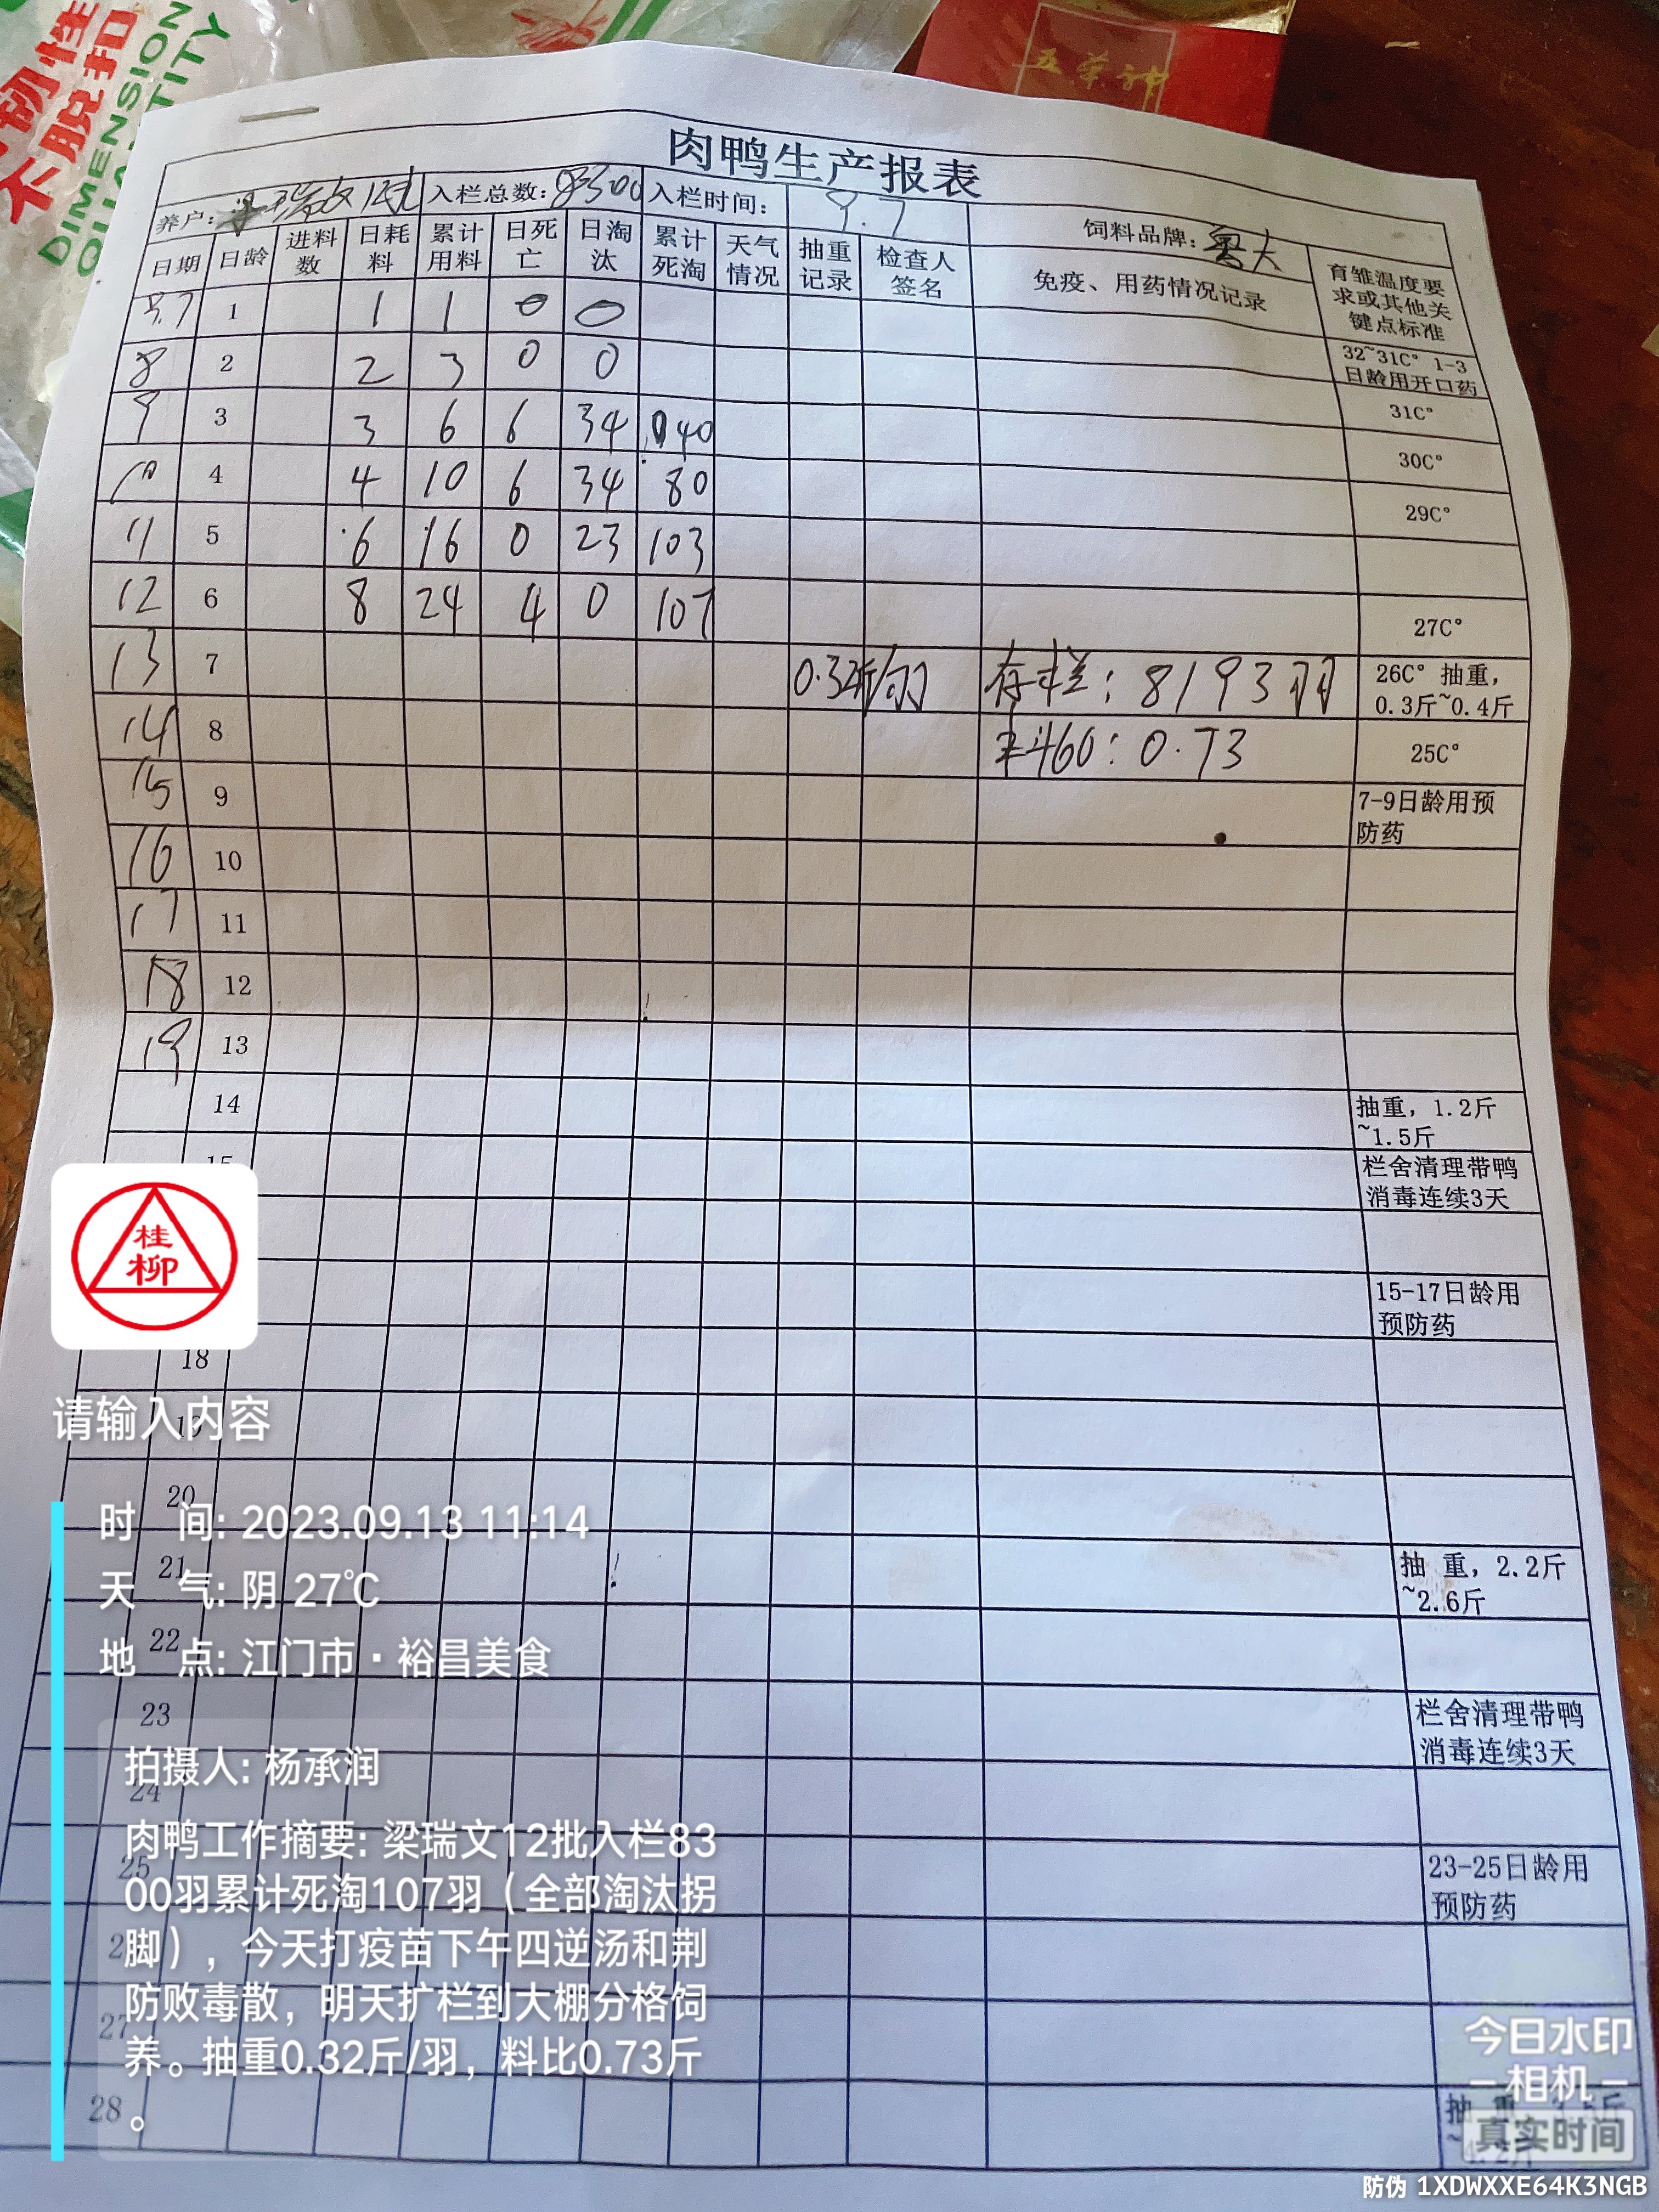 物性
不脱扣
DIMENSION
QUANTITY
肉鸭生产报表
养户: 梁瑞文 入栏总数: 8300 入栏时间: 9.7 饲料品牌:
日期 日龄 进料数 日耗料 累计用料 日死亡 日淘汰 累计死淘 天气情况 抽重记录 检查人签名 免疫、用药情况记录 育雏温度要求或其他关键点标准
9.7 1 1 1 0 0
8 2 2 3 0 0 32~31C° 1-3日龄用开口药
9 3 3 6 6 34 40 31C°
10 4 4 10 6 34 80 30C°
11 5 6 16 0 23 103 29C°
12 6 8 24 4 0 107 27C°
13 7 0.32斤/羽 存栏: 8193羽 26C° 抽重, 0.3斤~0.4斤
14 8 : 0.73 25C°
15 9 7-9日龄用预防药
16 10
17 11
18 12
19 13
14 抽重, 1.2斤~1.5斤
15 栏舍清理带鸭消毒连续3天
15-17日龄用预防药
18
19
20
21 抽 重, 2.2斤~2.6斤
22
23 栏舍清理带鸭消毒连续3天
24
25 23-25日龄用预防药
2
27
28 抽
桂
柳
请输入内容
时 间: 2023.09.13 11:14
天 气: 阴 27℃
地 点: 江门市·裕昌美食
拍摄人: 杨承润
肉鸭工作摘要: 梁瑞文12批入栏83
00羽累计死淘107羽（全部淘汰拐
脚），今天打疫苗下午四逆汤和荆
防败毒散，明天扩栏到大棚分格饲
养。抽重0.32斤/羽，料比0.73斤
。
今日水印
-相机-
真实时间
防伪 1XDWXXE64K3NGB